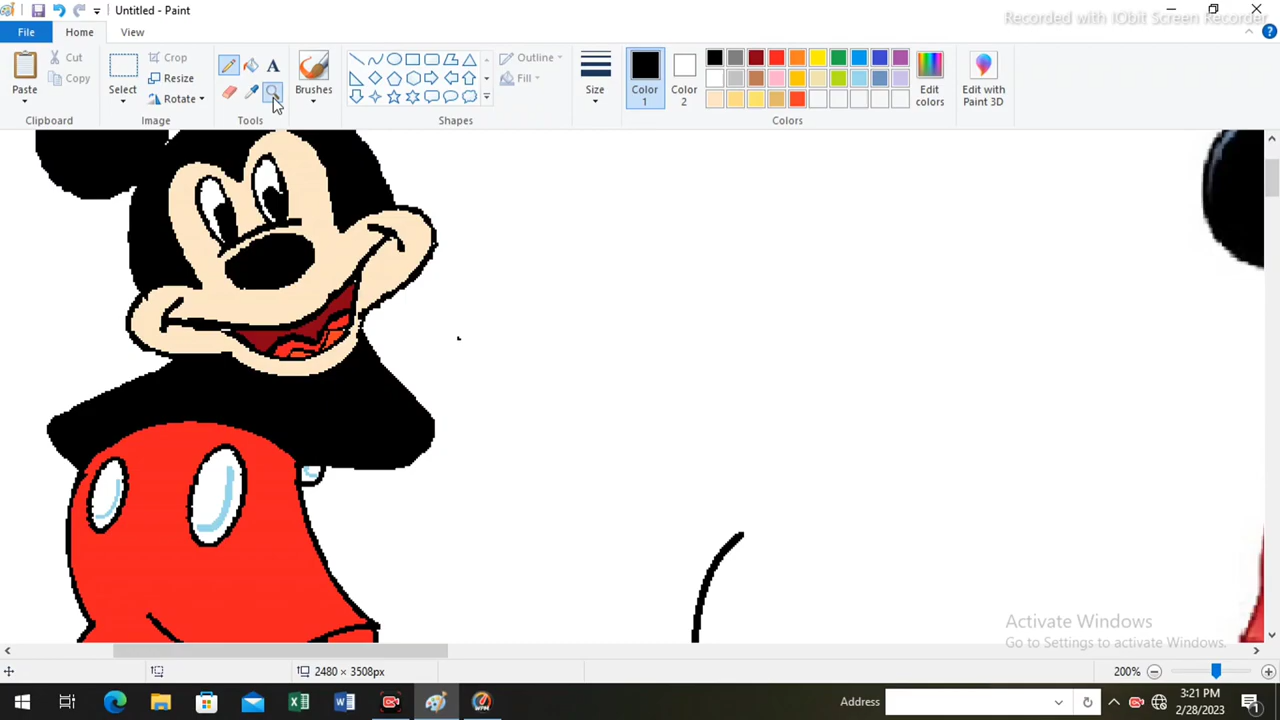 Untitled - Paint
Recorded with IObit Screen Recorder
File
Home
View
Paste
Cut
Copy
Clipboard
Select
Crop
Resize
Rotate
Image
Tools
Brushes
Shapes
Outline
Fill
Size
Color 1
Color 2
Edit colors
Edit with Paint 3D
Colors
Activate Windows
Go to Settings to activate Windows.
2480 × 3508px
200%
Address
3:21 PM
2/28/2023